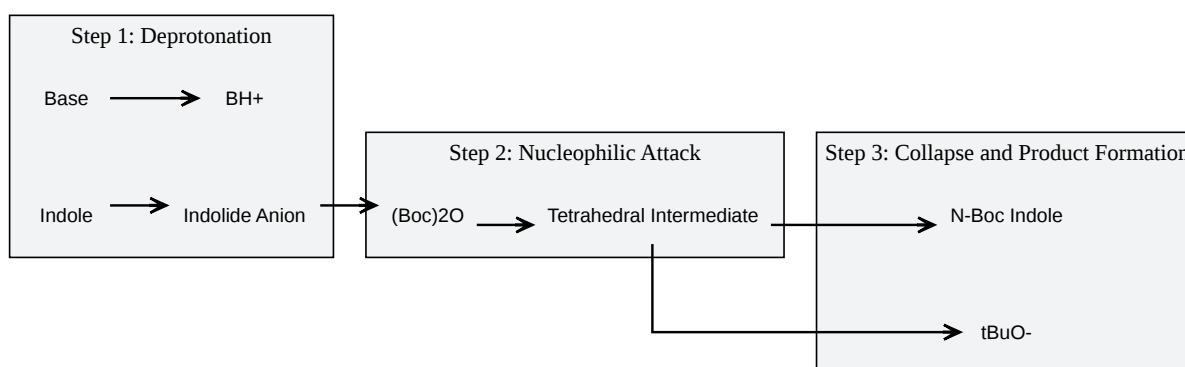 Step 1: Deprotonation
Base
BH+
Indole
Indolide Anion
Step 2: Nucleophilic Attack
(Boc)2O
Tetrahedral Intermediate
Step 3: Collapse and Product Formation
N-Boc Indole
tBuO-